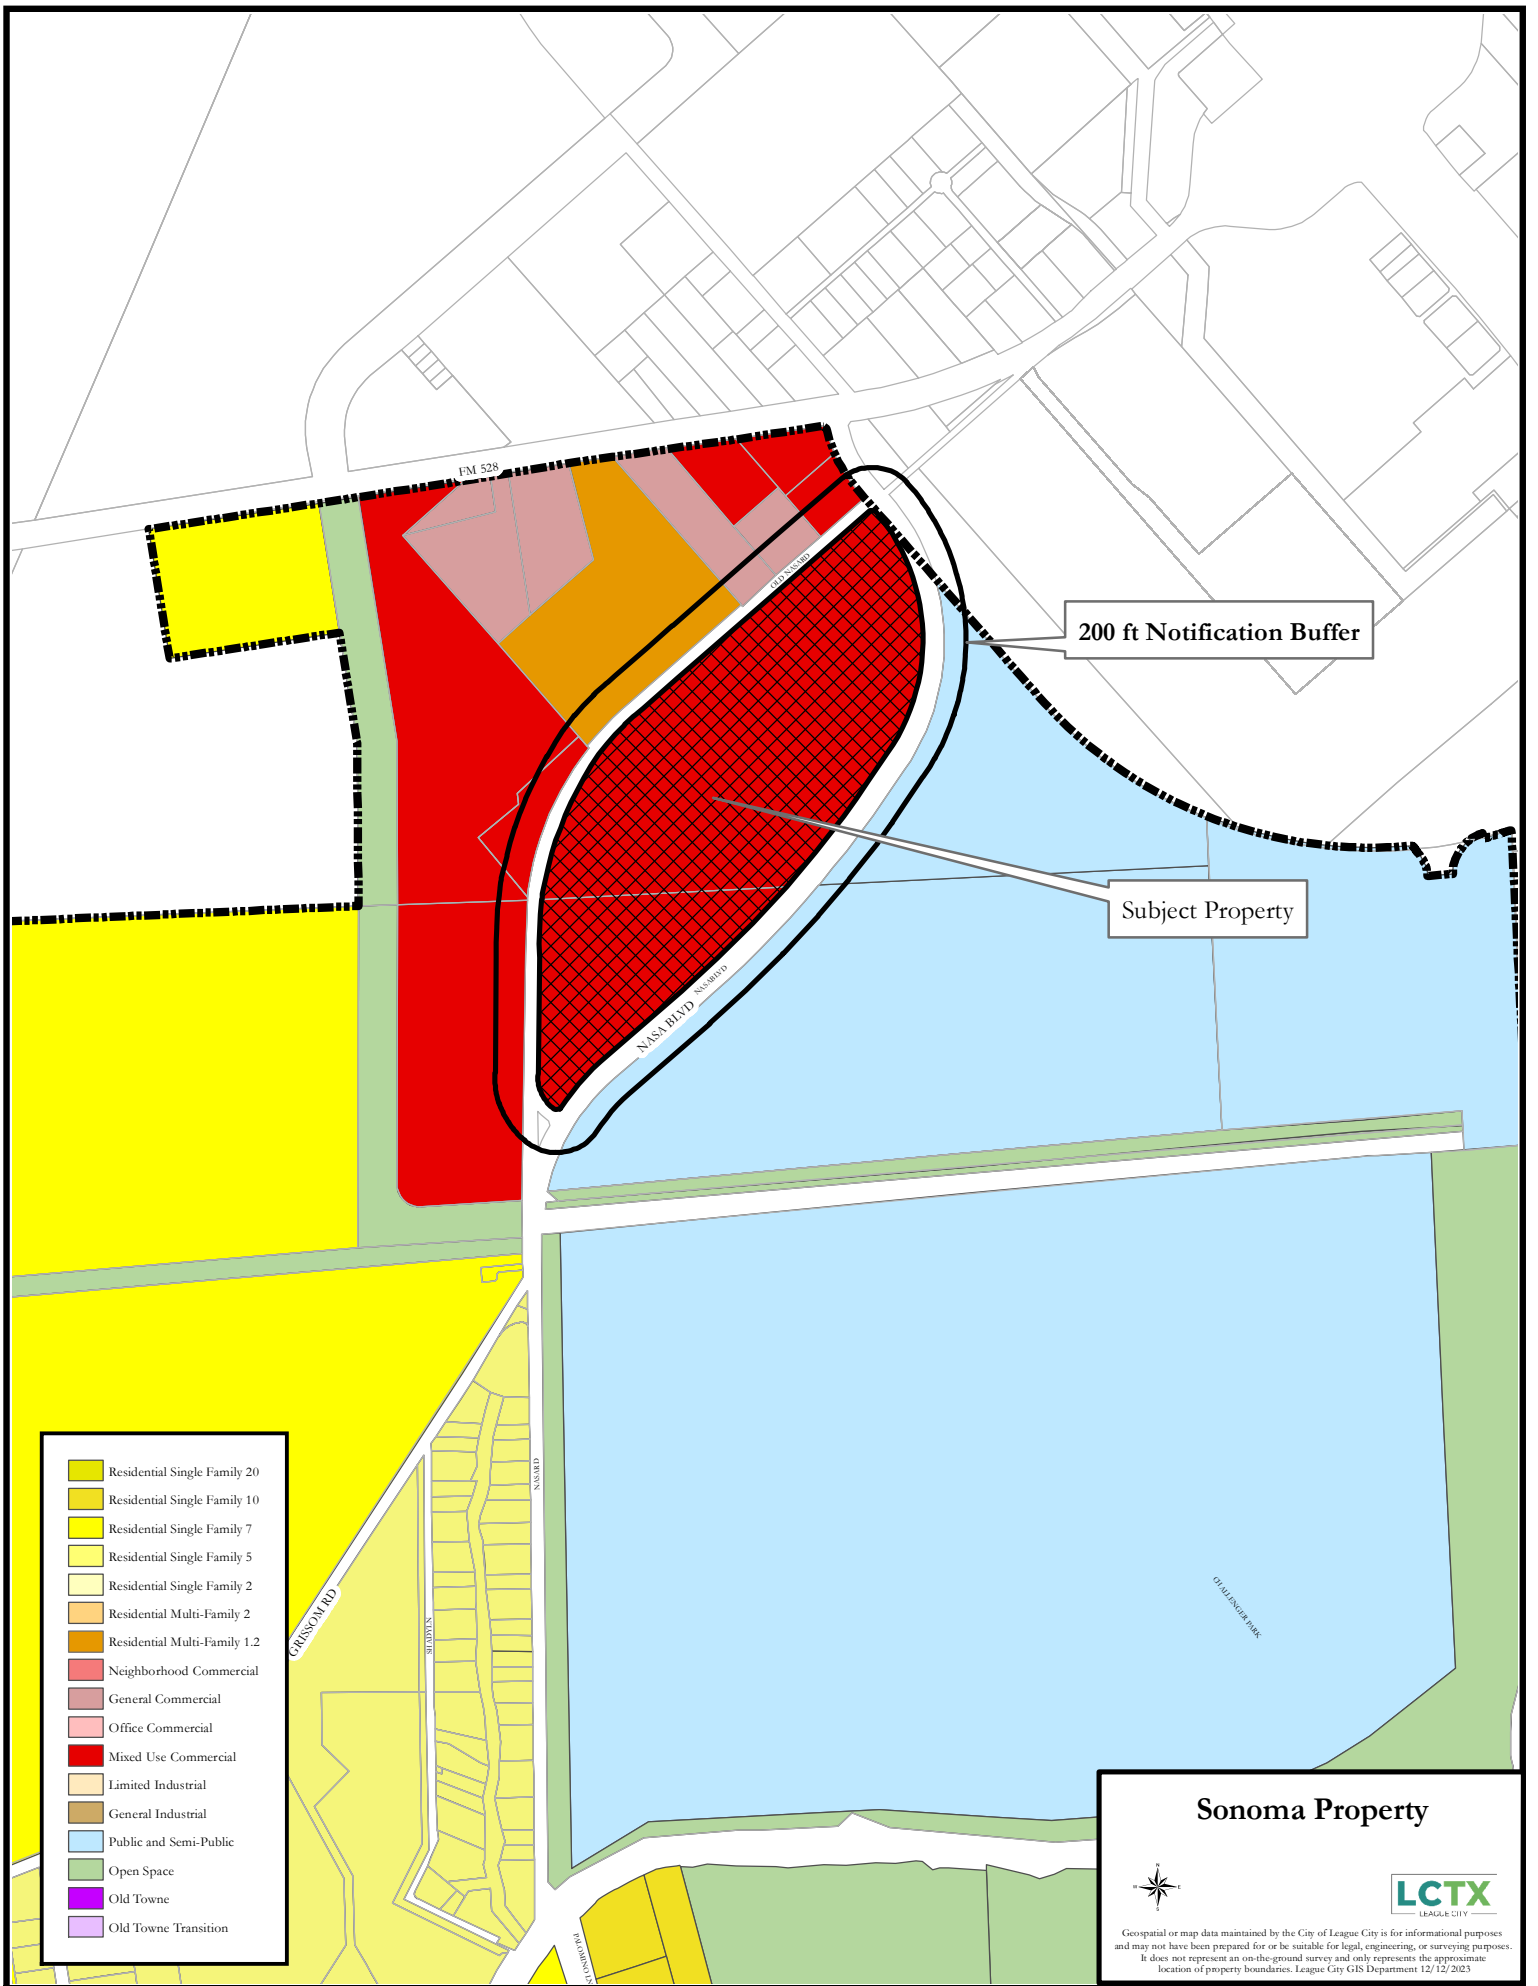 FM 528
OLD NASA RD
200 ft Notification Buffer
Subject Property
NASA BLVD
NASA BLVD
NASA RD
GRISSOM RD
SHADY LN
CHALLENGER PARK
PALOMINO LN
Residential Single Family 20
Residential Single Family 10
Residential Single Family 7
Residential Single Family 5
Residential Single Family 2
Residential Multi-Family 2
Residential Multi-Family 1.2
Neighborhood Commercial
General Commercial
Office Commercial
Mixed Use Commercial
Limited Industrial
General Industrial
Public and Semi-Public
Open Space
Old Towne
Old Towne Transition
Sonoma Property
N
W E
S
LCTX
LEAGUE CITY
Geospatial or map data maintained by the City of League City is for informational purposes
and may not have been prepared for or be suitable for legal, engineering, or surveying purposes.
It does not represent an on-the-ground survey and only represents the approximate
location of property boundaries. League City GIS Department 12/12/2023